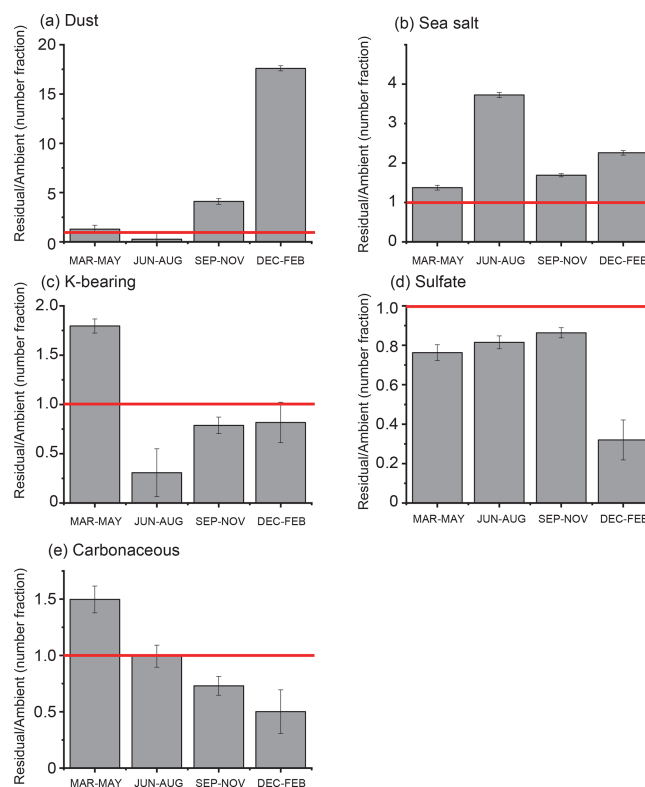 (a) Dust
Residual/Ambient (number fraction)
20
15
10
5
0
MAR-MAY JUN-AUG SEP-NOV DEC-FEB
(b) Sea salt
Residual/Ambient (number fraction)
4
3
2
1
0
MAR-MAY JUN-AUG SEP-NOV DEC-FEB
(c) K-bearing
Residual/Ambient (number fraction)
2.0
1.5
1.0
0.5
0
MAR-MAY JUN-AUG SEP-NOV DEC-FEB
(d) Sulfate
Residual/Ambient (number fraction)
1.0
0.8
0.6
0.4
0.2
0
MAR-MAY JUN-AUG SEP-NOV DEC-FEB
(e) Carbonaceous
Residual/Ambient (number fraction)
1.5
1.0
0.5
0
MAR-MAY JUN-AUG SEP-NOV DEC-FEB